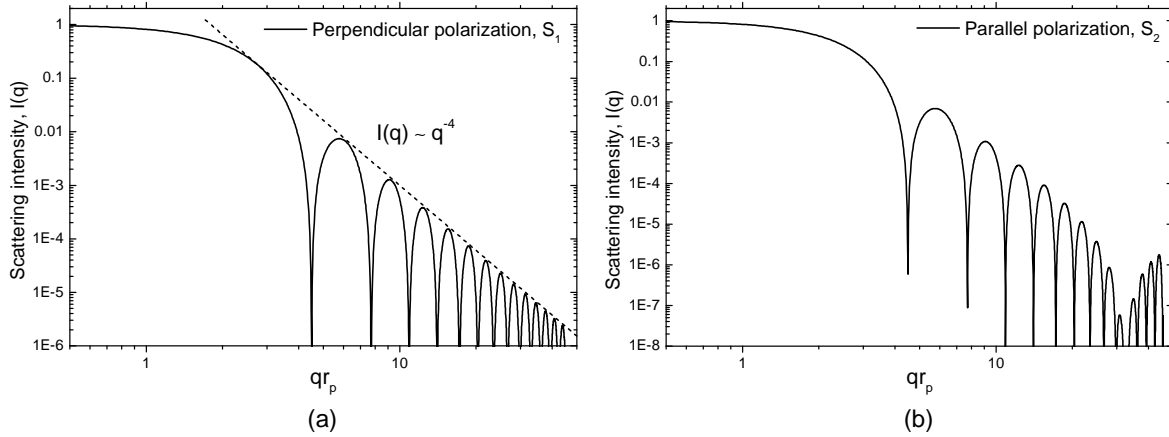 Perpendicular polarization, S₁
I(q) ~ q⁻⁴
Scattering intensity, I(q)
1
0.1
0.01
1E-3
1E-4
1E-5
1E-6
1
10
qrₚ
(a)
Parallel polarization, S₂
Scattering intensity, I(q)
1
0.1
0.01
1E-3
1E-4
1E-5
1E-6
1E-7
1E-8
1
10
qrₚ
(b)